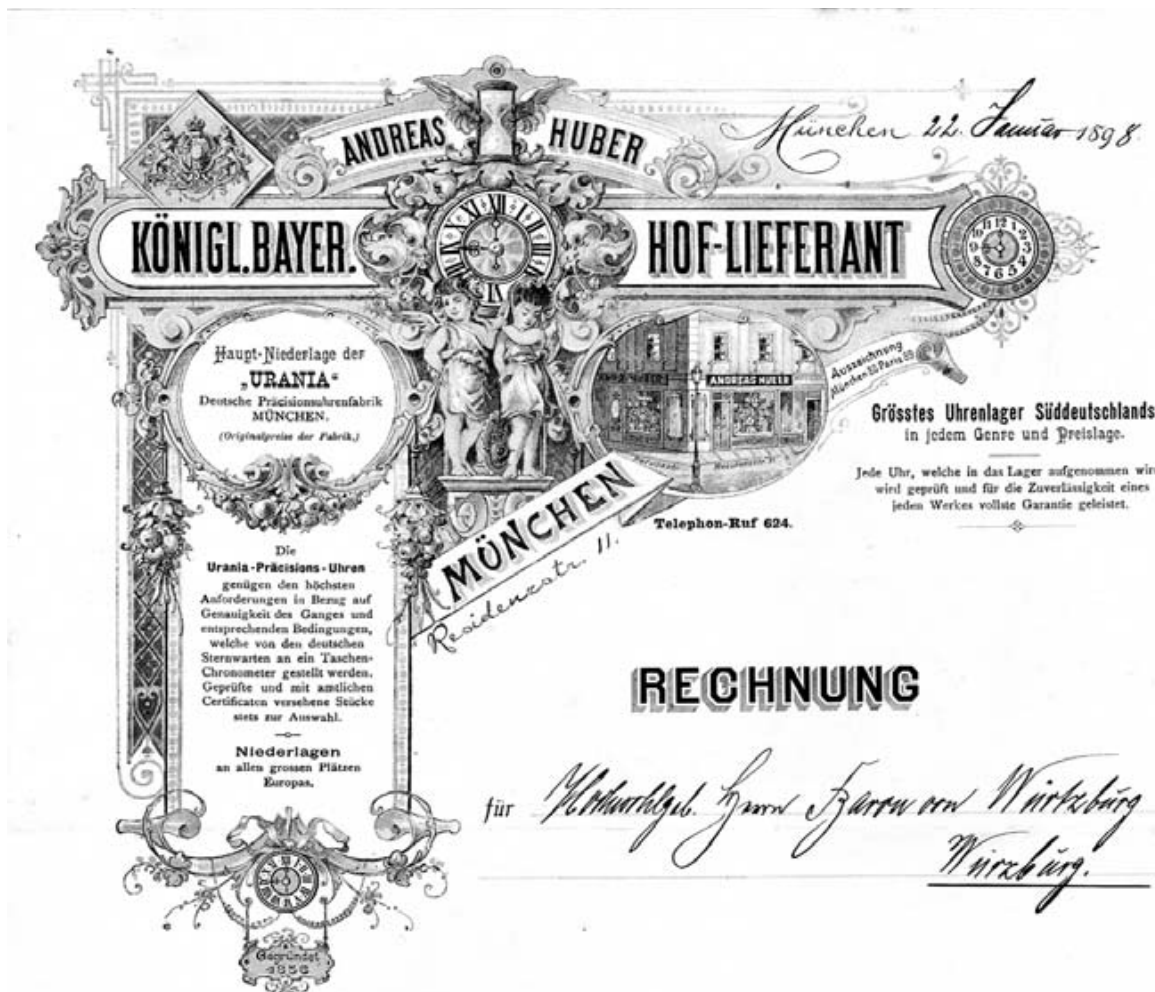 ANDREAS HUBER
München 22. Januar 1898.
KÖNIGL. BAYER. HOF-LIEFERANT
Haupt-Niederlage der
„URANIA“
Deutsche Präcisionsuhrenfabrik
MÜNCHEN.
(Originalpreise der Fabrik.)
Die
Urania-Präcisions-Uhren
genügen den höchsten
Anforderungen in Bezug auf
Genauigkeit des Ganges und
entsprechenden Bedingungen,
welche von den deutschen
Sternwarten an ein Taschen-
Chronometer gestellt werden.
Geprüfte und mit amtlichen
Certificaten versehene Stücke
stets zur Auswahl.
Niederlagen
an allen grossen Plätzen
Europas.
Gegründet
1856
ANDREAS HUBER
Auszeichnung
München 88 Paris 89
MÜNCHEN
Residenzstr. 11.
Telephon-Ruf 624.
Grösstes Uhrenlager Süddeutschlands
in jedem Genre und Preislage.
Jede Uhr, welche in das Lager aufgenommen wird
wird geprüft und für die Zuverlässigkeit eines
jeden Werkes vollste Garantie geleistet.
RECHNUNG
für Hochwohlgeb. Herrn Baron von Würtzburg
Würzburg.